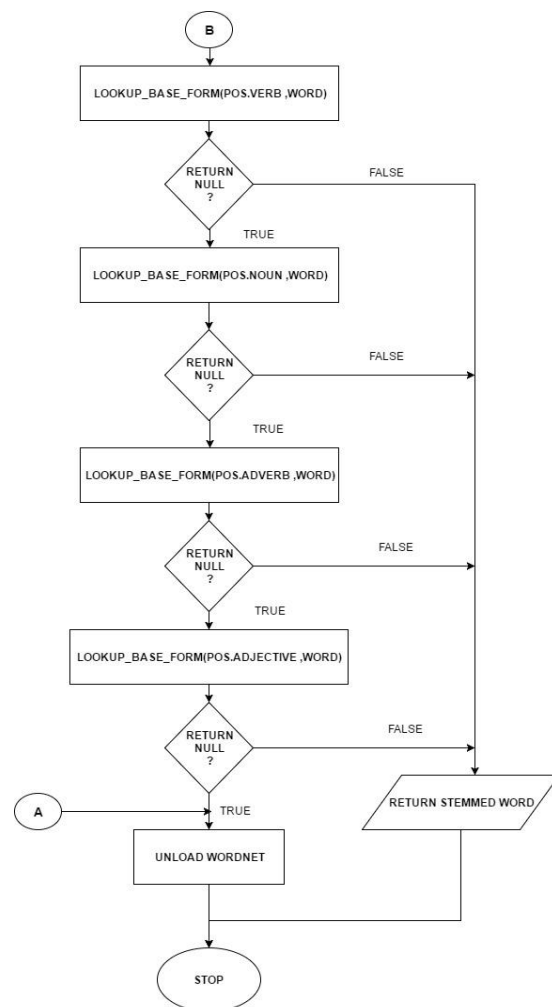 B
LOOKUP_BASE_FORM(POS.VERB ,WORD)
RETURN
NULL
?
FALSE
TRUE
LOOKUP_BASE_FORM(POS.NOUN ,WORD)
RETURN
NULL
?
FALSE
TRUE
LOOKUP_BASE_FORM(POS.ADVERB ,WORD)
RETURN
NULL
?
FALSE
TRUE
LOOKUP_BASE_FORM(POS.ADJECTIVE ,WORD)
RETURN
NULL
?
FALSE
A
TRUE
RETURN STEMMED WORD
UNLOAD WORDNET
STOP